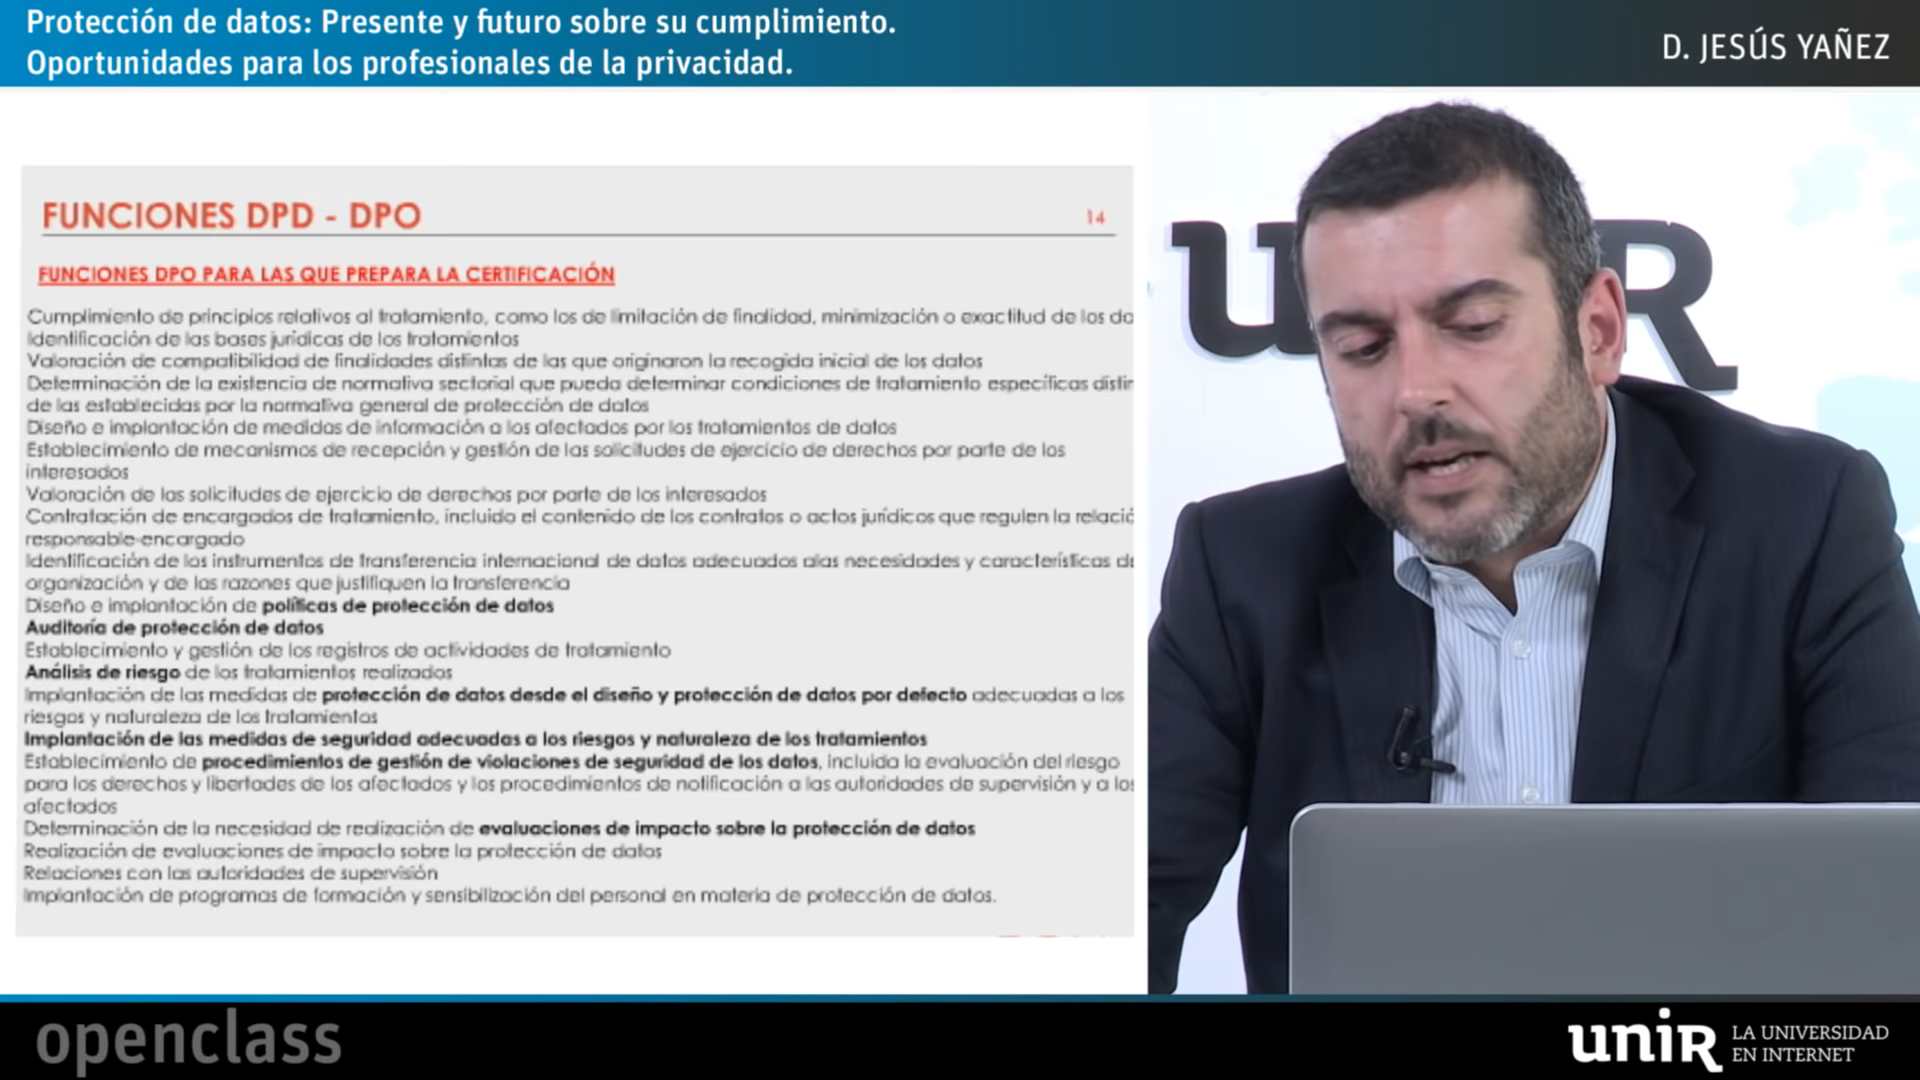 Protección de datos: Presente y futuro sobre su cumplimiento.
Oportunidades para los profesionales de la privacidad.
D. JESÚS YAÑEZ
FUNCIONES DPD - DPO
14
FUNCIONES DPO PARA LAS QUE PREPARA LA CERTIFICACIÓN
Cumplimiento de principios relativos al tratamiento, como los de limitación de finalidad, minimización o exactitud de los
Identificación de las bases jurídicas de los tratamientos
Valoración de compatibilidad de finalidades distintas de las que originaron la recogida inicial de los datos
Determinación de la existencia de normativa sectorial que pueda determinar condiciones de tratamiento específicas
de las establecidas por la normativa general de protección de datos
Diseño e implantación de medidas de información a los afectados por los tratamientos de datos
Establecimiento de mecanismos de recepción y gestión de las solicitudes de ejercicio de derechos por parte de los
interesados
Valoración de las solicitudes de ejercicio de derechos por parte de los interesados
Contratación de encargados de tratamiento, incluido el contenido de los contratos o actos jurídicos que regulen la
responsable-encargado
Identificación de los instrumentos de transferencia internacional de datos adecuados alas necesidades y características
organización y de las razones que justifiquen la transferencia
Diseño e implantación de políticas de protección de datos
Auditoría de protección de datos
Establecimiento y gestión de los registros de actividades de tratamiento
Análisis de riesgo de los tratamientos realizados
Implantación de las medidas de protección de datos desde el diseño y protección de datos por defecto adecuadas a los
riesgos y naturaleza de los tratamientos
Implantación de las medidas de seguridad adecuadas a los riesgos y naturaleza de los tratamientos
Establecimiento de procedimientos de gestión de violaciones de seguridad de los datos, incluida la evaluación del riesgo
para los derechos y libertades de los afectados y los procedimientos de notificación a las autoridades de supervisión y a los
afectados
Determinación de la necesidad de realización de evaluaciones de impacto sobre la protección de datos
Realización de evaluaciones de impacto sobre la protección de datos
Relaciones con las autoridades de supervisión
Implantación de programas de formación y sensibilización del personal en materia de protección de datos.
openclass
unir LA UNIVERSIDAD
EN INTERNET